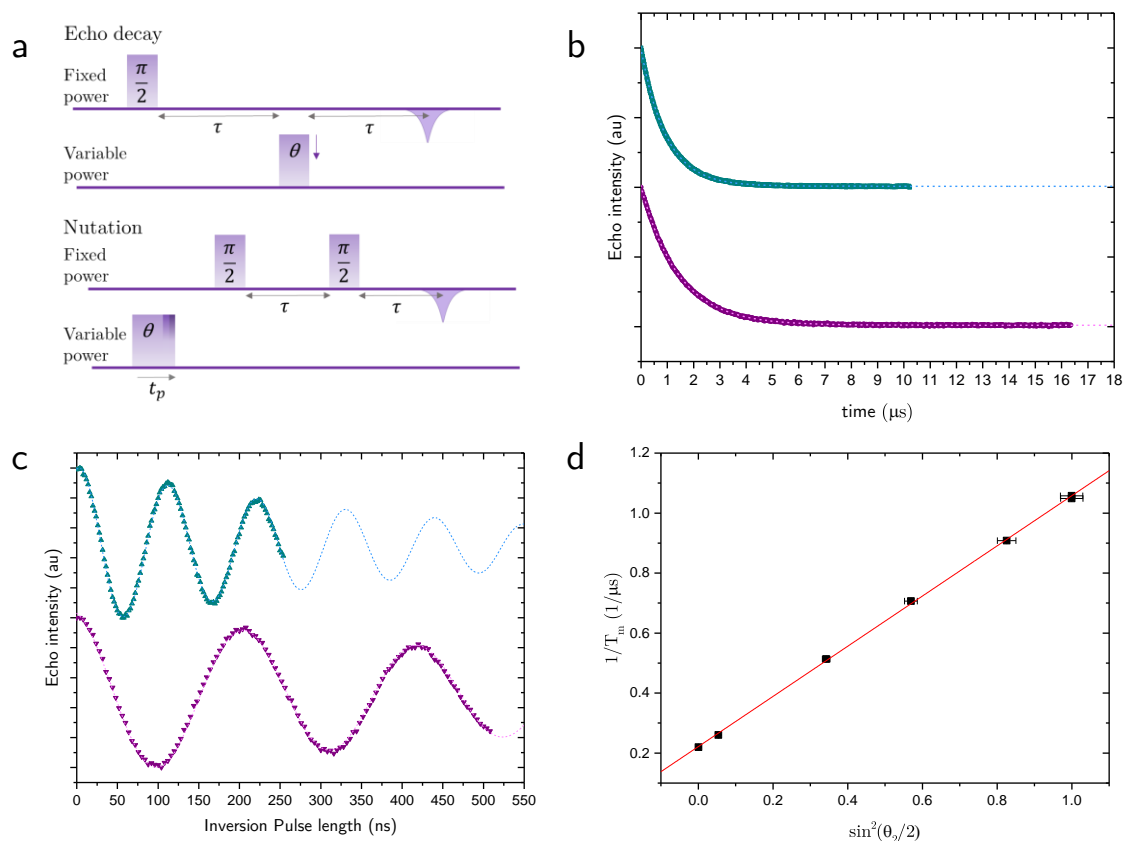 a
Echo decay
Fixed
power
π/2
τ
τ
Variable
power
θ
Nutation
Fixed
power
π/2
π/2
τ
τ
Variable
power
θ
t_p
b
Echo intensity (au)
0 1 2 3 4 5 6 7 8 9 10 11 12 13 14 15 16 17 18
time (μs)
c
Echo intensity (au)
0 50 100 150 200 250 300 350 400 450 500 550
Inversion Pulse length (ns)
d
1/T_m (1/μs)
1.2
1.0
0.8
0.6
0.4
0.2
0.0 0.2 0.4 0.6 0.8 1.0
sin²(θ₂/2)